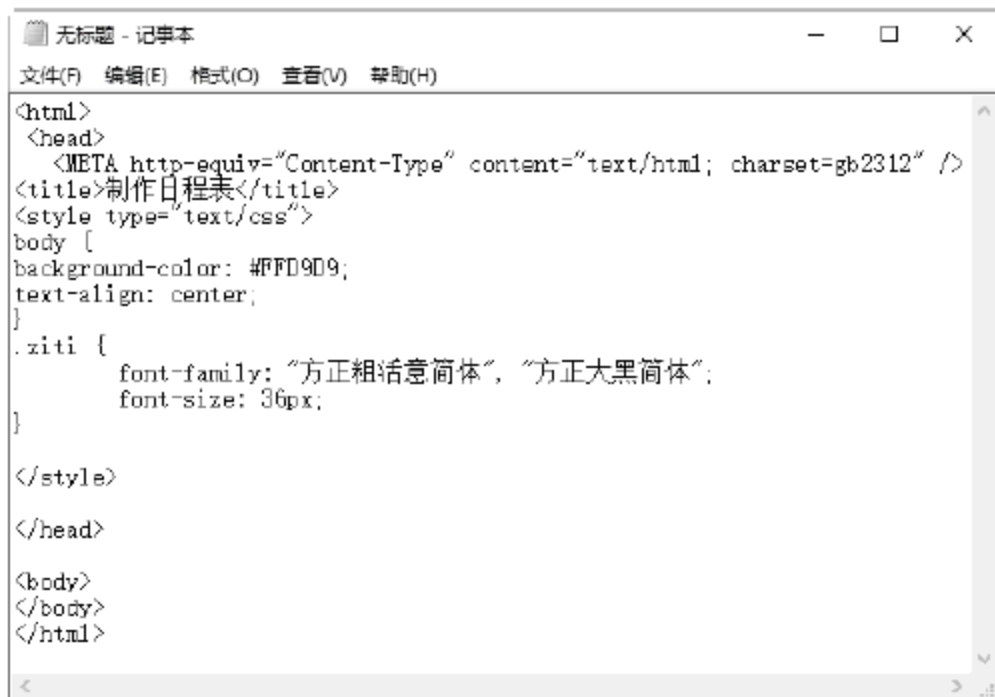 无标题 - 记事本
文件(F) 编辑(E) 格式(O) 查看(V) 帮助(H)
<html>
<head>
<META http-equiv="Content-Type" content="text/html; charset=gb2312" />
<title>制作日程表</title>
<style type="text/css">
body {
background-color: #FFD9D9;
text-align: center;
}
.ziti {
font-family: "方正粗活意简体", "方正大黑简体";
font-size: 36px;
}
</style>
</head>
<body>
</body>
</html>